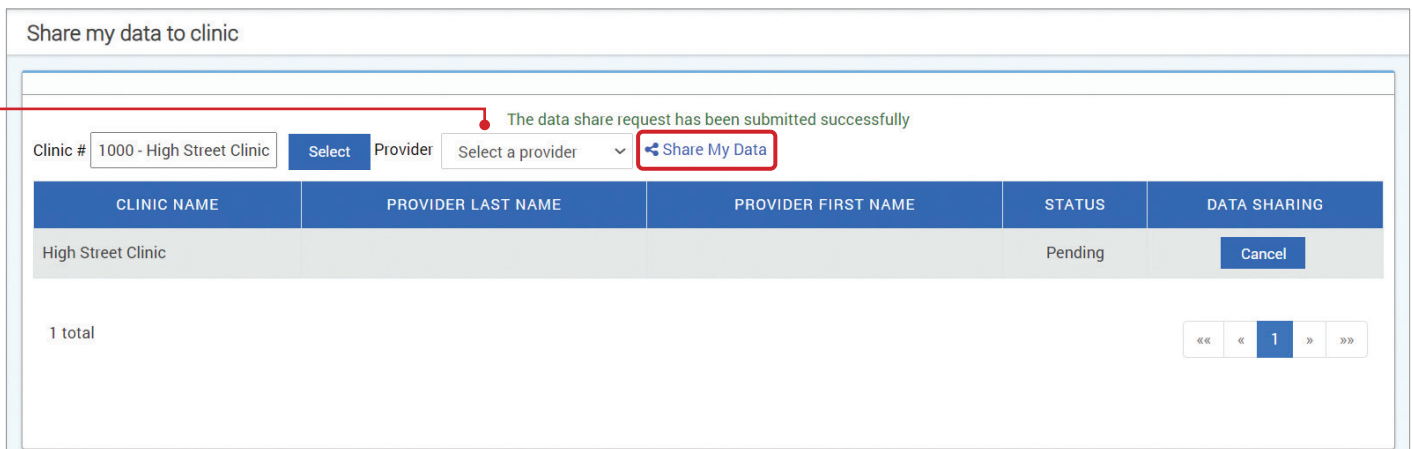 Share my data to clinic
The data share request has been submitted successfully
Clinic # 1000 - High Street Clinic Select Provider Select a provider Share My Data
CLINIC NAME PROVIDER LAST NAME PROVIDER FIRST NAME STATUS DATA SHARING
High Street Clinic Pending Cancel
1 total «« « 1 » »»